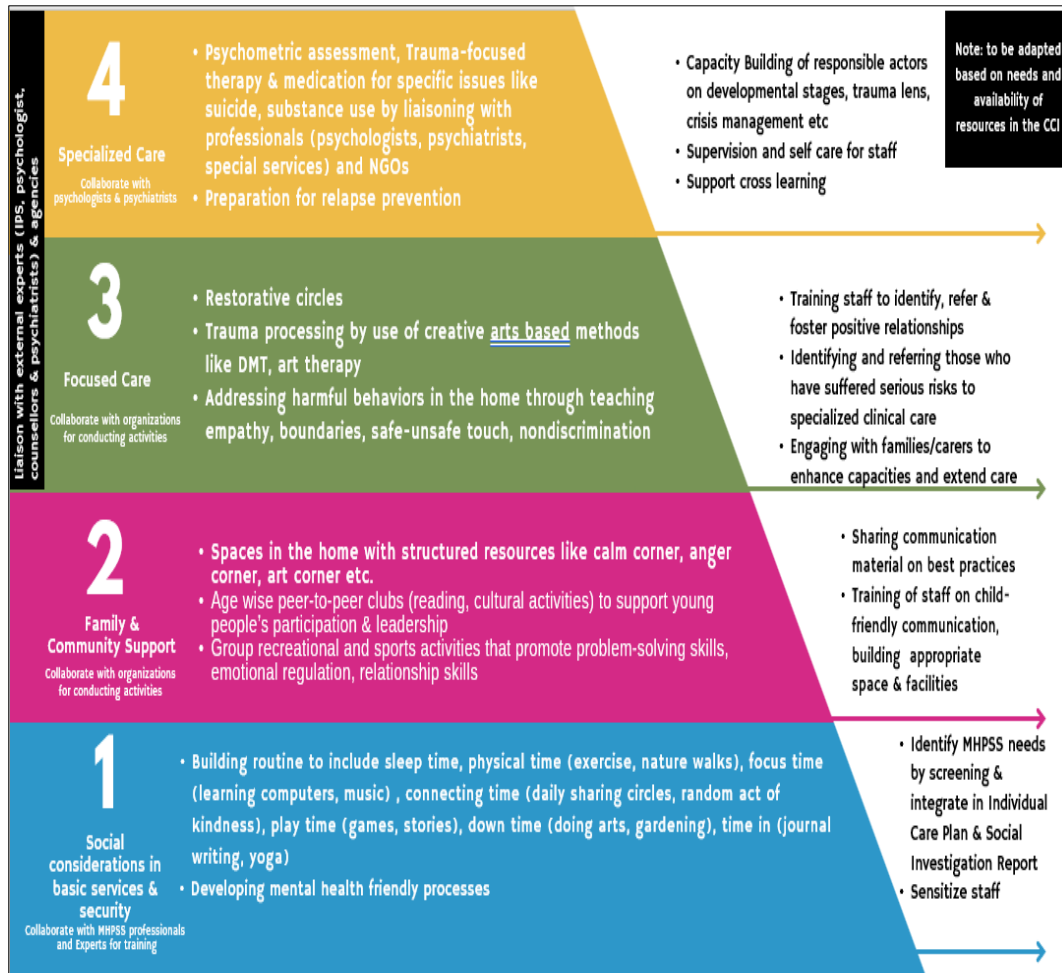 Liaison with external experts (IPS, psychologist,
counsellors & psychiatrists) & agencies
4
Specialized Care
Collaborate with
psychologists & psychiatrists
• Psychometric assessment, Trauma-focused
therapy & medication for specific issues like
suicide, substance use by liaisoning with
professionals (psychologists, psychiatrists,
special services) and NGOs
• Preparation for relapse prevention
• Capacity Building of responsible actors
on developmental stages, trauma lens,
crisis management etc
• Supervision and self care for staff
• Support cross learning
Note: to be adapted
based on needs and
availability of
resources in the CCI
3
Focused Care
Collaborate with organizations
for conducting activities
• Restorative circles
• Trauma processing by use of creative arts based methods
like DMT, art therapy
• Addressing harmful behaviors in the home through teaching
empathy, boundaries, safe-unsafe touch, nondiscrimination
• Training staff to identify, refer &
foster positive relationships
• Identifying and referring those who
have suffered serious risks to
specialized clinical care
• Engaging with families/carers to
enhance capacities and extend care
2
Family &
Community Support
Collaborate with organizations
for conducting activities
• Spaces in the home with structured resources like calm corner, anger
corner, art corner etc.
• Age wise peer-to-peer clubs (reading, cultural activities) to support young
people's participation & leadership
• Group recreational and sports activities that promote problem-solving skills,
emotional regulation, relationship skills
• Sharing communication
material on best practices
• Training of staff on child-
friendly communication,
building appropriate
space & facilities
1
Social
considerations in
basic services &
security
Collaborate with MHPSS professionals
and Experts for training
• Building routine to include sleep time, physical time (exercise, nature walks), focus time
(learning computers, music) , connecting time (daily sharing circles, random act of
kindness), play time (games, stories), down time (doing arts, gardening), time in (journal
writing, yoga)
• Developing mental health friendly processes
• Identify MHPSS needs
by screening &
integrate in Individual
Care Plan & Social
Investigation Report
• Sensitize staff